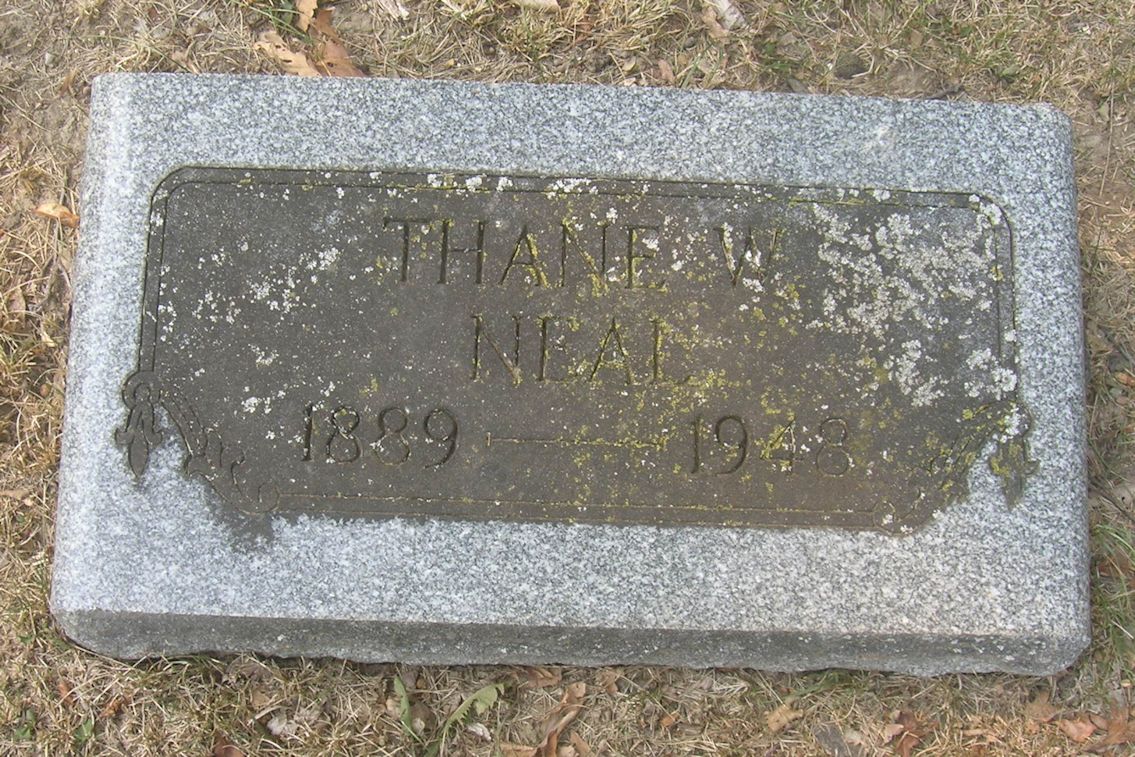 THANE W.
NEAL
1889 — 1948